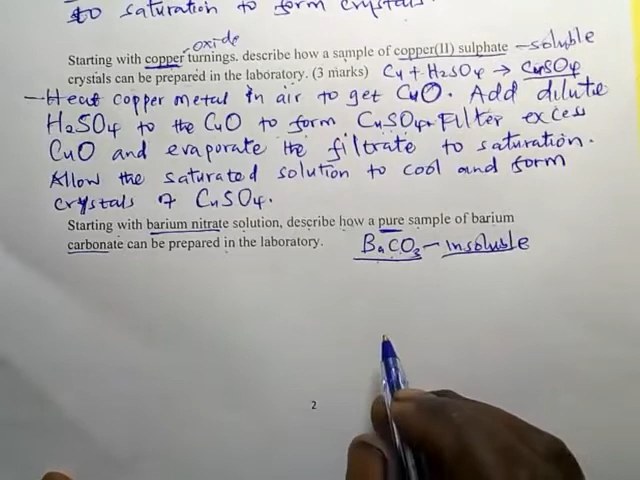 to saturation to form crystals.
oxide
Starting with copper turnings. describe how a sample of copper(II) sulphate - soluble
crystals can be prepared in the laboratory. (3 marks) Cu + H2SO4 → CuSO4
- Heat copper metal in air to get CuO. Add dilute
H2SO4 to the CuO to form CuSO4. Filter excess
CuO and evaporate the filtrate to saturation.
Allow the saturated solution to cool and form
crystals of CuSO4.
Starting with barium nitrate solution, describe how a pure sample of barium
carbonate can be prepared in the laboratory. BaCO3 - insoluble
2